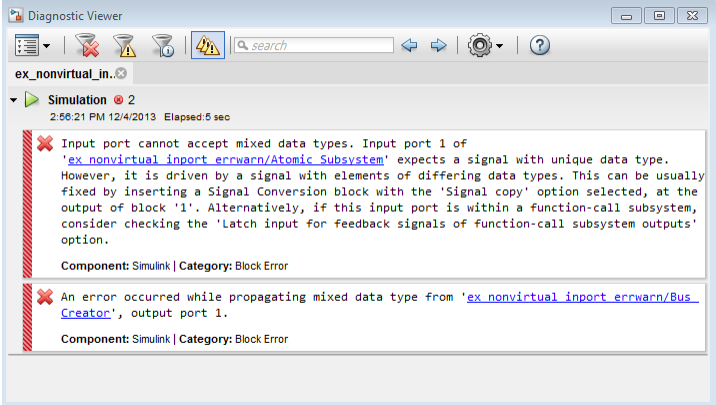 Diagnostic Viewer
search
ex_nonvirtual_in..
Simulation 2
2:56:21 PM 12/4/2013 Elapsed:5 sec
Input port cannot accept mixed data types. Input port 1 of
'ex_nonvirtual_inport_errwarn/Atomic Subsystem' expects a signal with unique data type.
However, it is driven by a signal with elements of differing data types. This can be usually
fixed by inserting a Signal Conversion block with the 'Signal copy' option selected, at the
output of block '1'. Alternatively, if this input port is within a function-call subsystem,
consider checking the 'Latch input for feedback signals of function-call subsystem outputs'
option.
Component: Simulink | Category: Block Error
An error occurred while propagating mixed data type from 'ex_nonvirtual_inport_errwarn/Bus
Creator', output port 1.
Component: Simulink | Category: Block Error